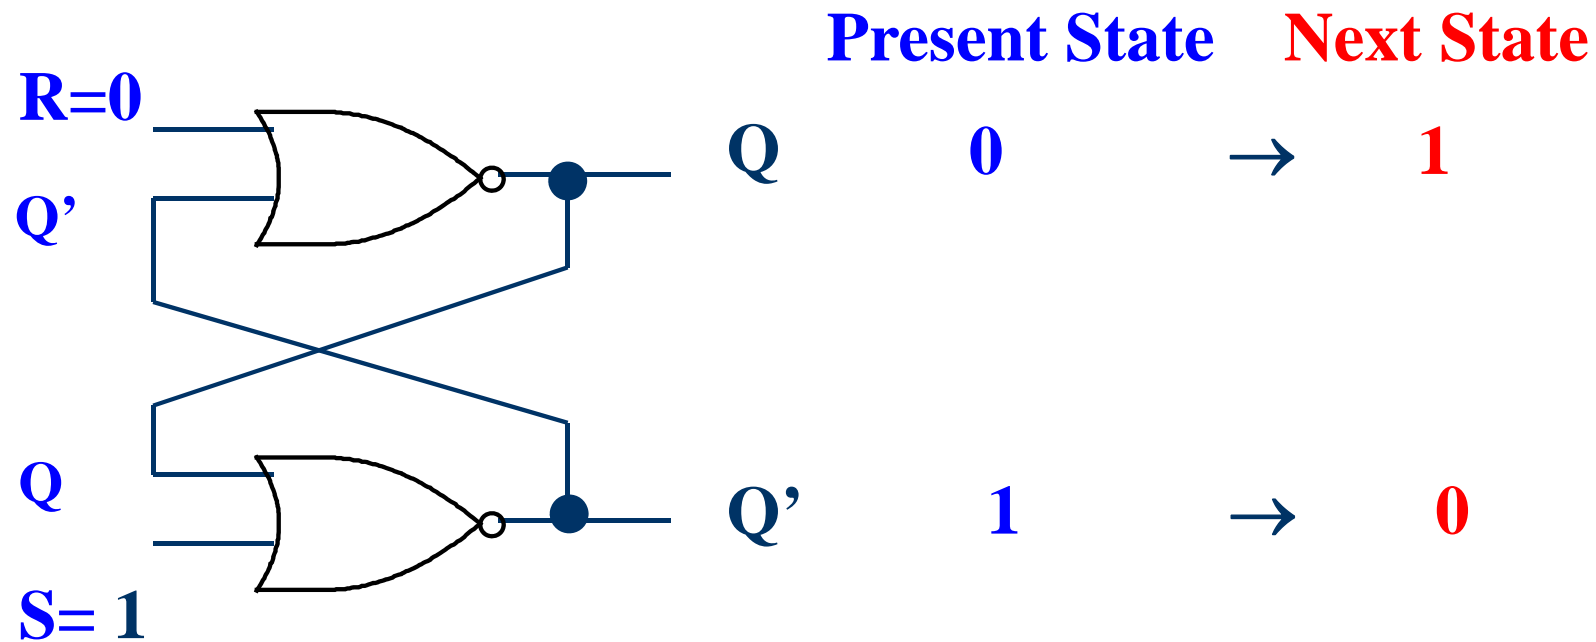 Present State Next State
R=0
Q 0 → 1
Q’
Q
Q’ 1 → 0
S= 1